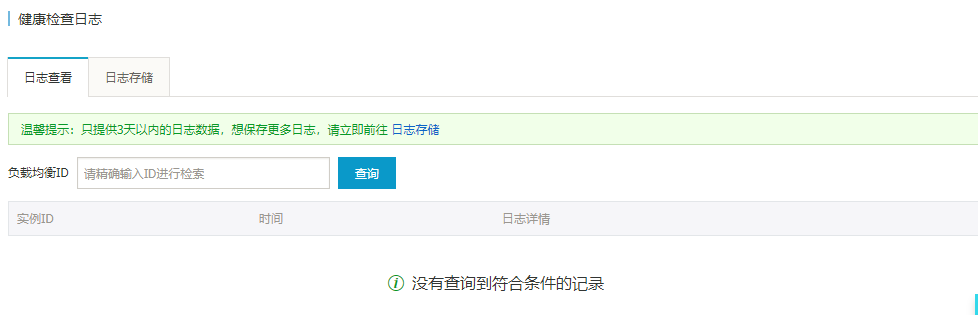 健康检查日志
日志查看 日志存储
温馨提示：只提供3天以内的日志数据，想保存更多日志，请立即前往 日志存储
负载均衡ID 请精确输入ID进行检索 查询
实例ID 时间 日志详情
没有查询到符合条件的记录